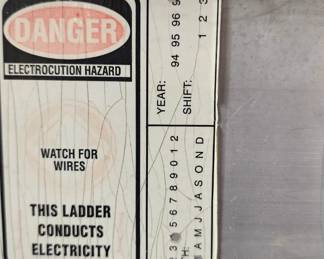 DANGER
ELECTROCUTION HAZARD
WATCH FOR
WIRES
THIS LADDER
CONDUCTS
ELECTRICITY
YEAR: 94 95 96 9
SHIFT: 1 2 3
5 6 7 8 9 0 1 2
A M J J A S O N D